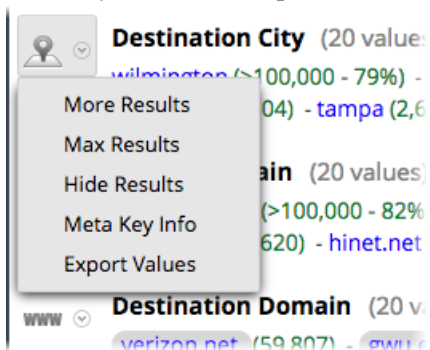 Destination City (20 value
wilmington (>100,000 - 79%) -
More Results
04) - tampa (2,6
Max Results
Hide Results
ain (20 values)
Meta Key Info
(>100,000 - 82%
620) - hinet.net
Export Values
www
Destination Domain (20 v
verizon.net (59,807) - gwu.e